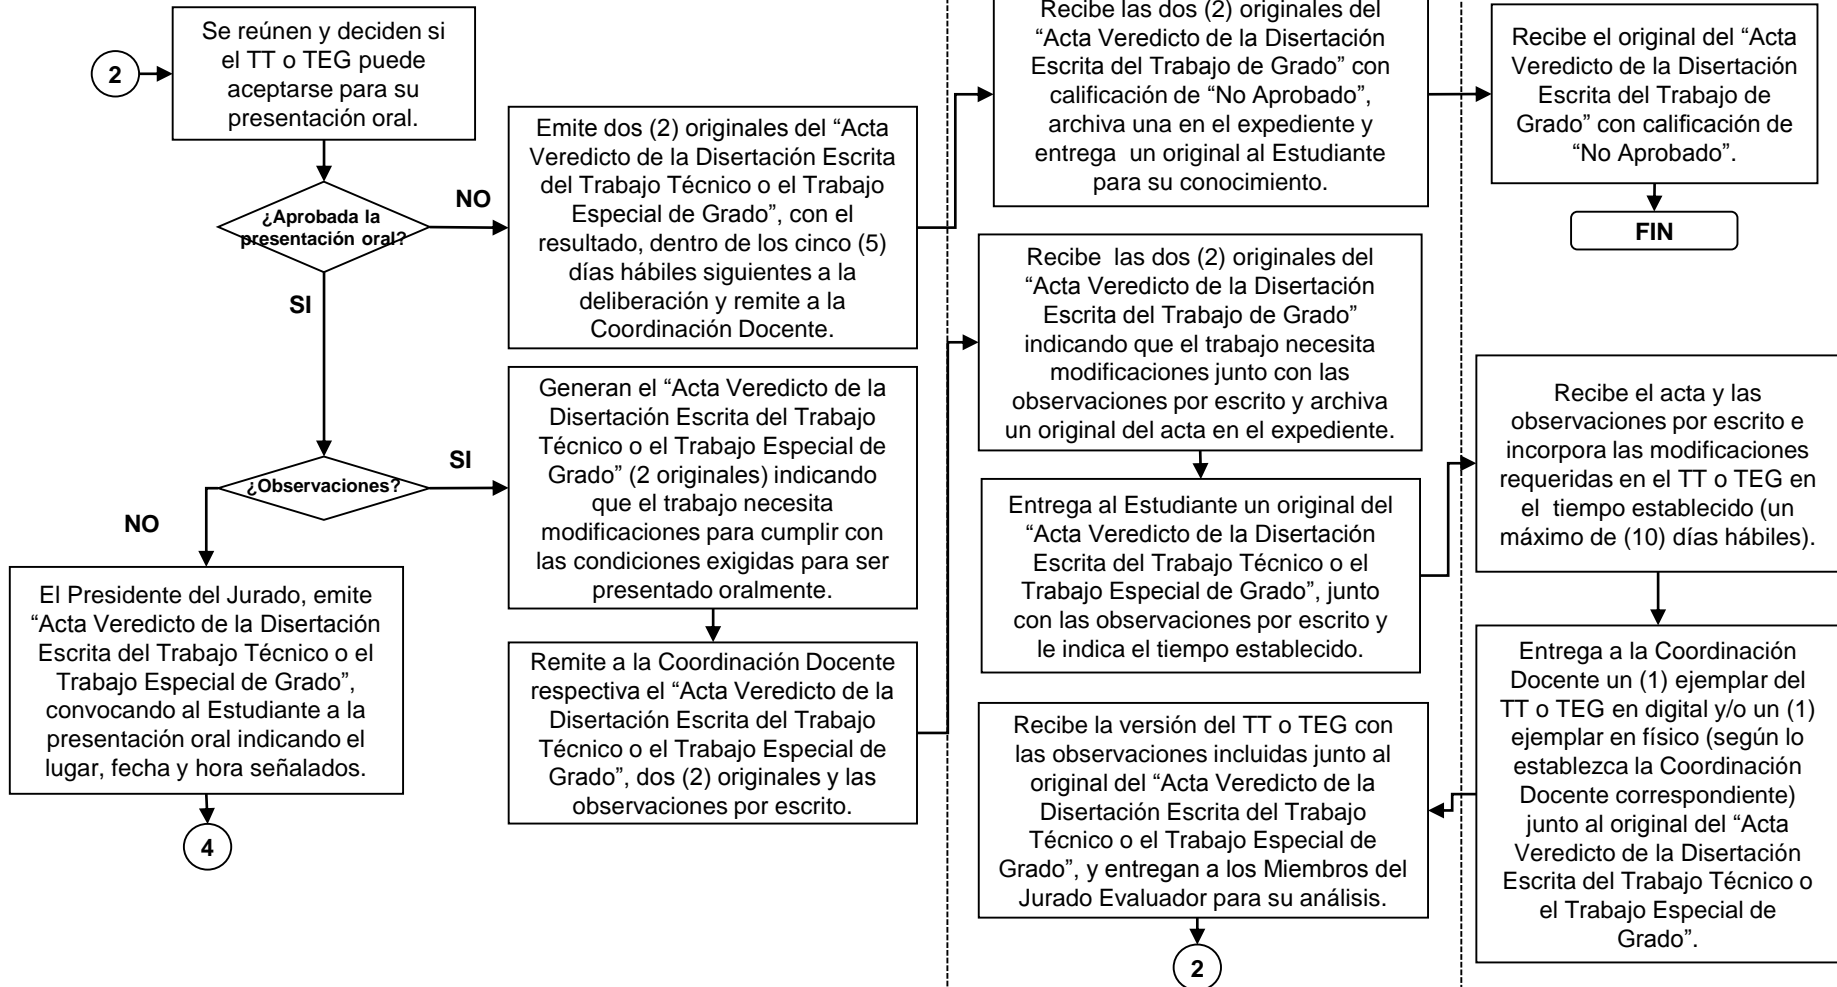 2
Se reúnen y deciden si
el TT o TEG puede
aceptarse para su
presentación oral.
¿Aprobada la
presentación oral?
NO
SI
Emite dos (2) originales del “Acta
Veredicto de la Disertación Escrita
del Trabajo Técnico o el Trabajo
Especial de Grado”, con el
resultado, dentro de los cinco (5)
días hábiles siguientes a la
deliberación y remite a la
Coordinación Docente.
Recibe las dos (2) originales del
“Acta Veredicto de la Disertación
Escrita del Trabajo de Grado” con
calificación de “No Aprobado”,
archiva una en el expediente y
entrega  un original al Estudiante
para su conocimiento.
Recibe el original del “Acta
Veredicto de la Disertación
Escrita del Trabajo de
Grado” con calificación de
“No Aprobado”.
FIN
¿Observaciones?
SI
NO
El Presidente del Jurado, emite
“Acta Veredicto de la Disertación
Escrita del Trabajo Técnico o el
Trabajo Especial de Grado”,
convocando al Estudiante a la
presentación oral indicando el
lugar, fecha y hora señalados.
4
Generan el “Acta Veredicto de la
Disertación Escrita del Trabajo
Técnico o el Trabajo Especial de
Grado” (2 originales) indicando
que el trabajo necesita
modificaciones para cumplir con
las condiciones exigidas para ser
presentado oralmente.
Remite a la Coordinación Docente
respectiva el “Acta Veredicto de la
Disertación Escrita del Trabajo
Técnico o el Trabajo Especial de
Grado”, dos (2) originales y las
observaciones por escrito.
Recibe  las dos (2) originales del
“Acta Veredicto de la Disertación
Escrita del Trabajo de Grado”
indicando que el trabajo necesita
modificaciones junto con las
observaciones por escrito y archiva
un original del acta en el expediente.
Entrega al Estudiante un original del
“Acta Veredicto de la Disertación
Escrita del Trabajo Técnico o el
Trabajo Especial de Grado”, junto
con las observaciones por escrito y
le indica el tiempo establecido.
Recibe el acta y las
observaciones por escrito e
incorpora las modificaciones
requeridas en el TT o TEG en
el  tiempo establecido (un
máximo de (10) días hábiles).
Entrega a la Coordinación
Docente un (1) ejemplar del
TT o TEG en digital y/o un (1)
ejemplar en físico (según lo
establezca la Coordinación
Docente correspondiente)
junto al original del “Acta
Veredicto de la Disertación
Escrita del Trabajo Técnico o
el Trabajo Especial de
Grado”.
Recibe la versión del TT o TEG con
las observaciones incluidas junto al
original del “Acta Veredicto de la
Disertación Escrita del Trabajo
Técnico o el Trabajo Especial de
Grado”, y entregan a los Miembros del
Jurado Evaluador para su análisis.
2